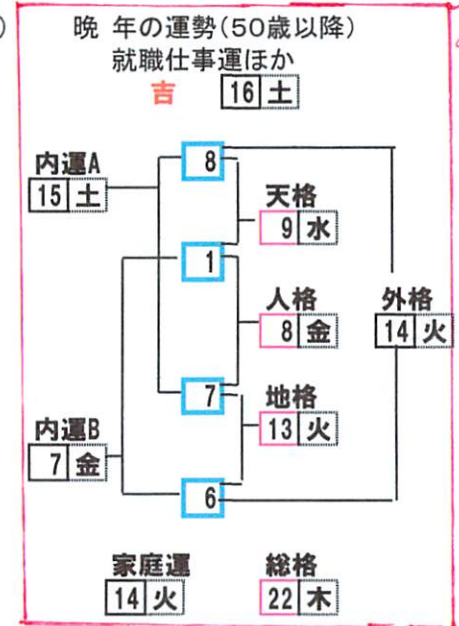 晩 年の運勢(50歳以降)
就職仕事運ほか
吉 16 土
内運A
15 土
8
天格
9 水
1
人格
8 金
外格
14 火
7
地格
13 火
内運B
7 金
6
家庭運
14 火
総格
22 木